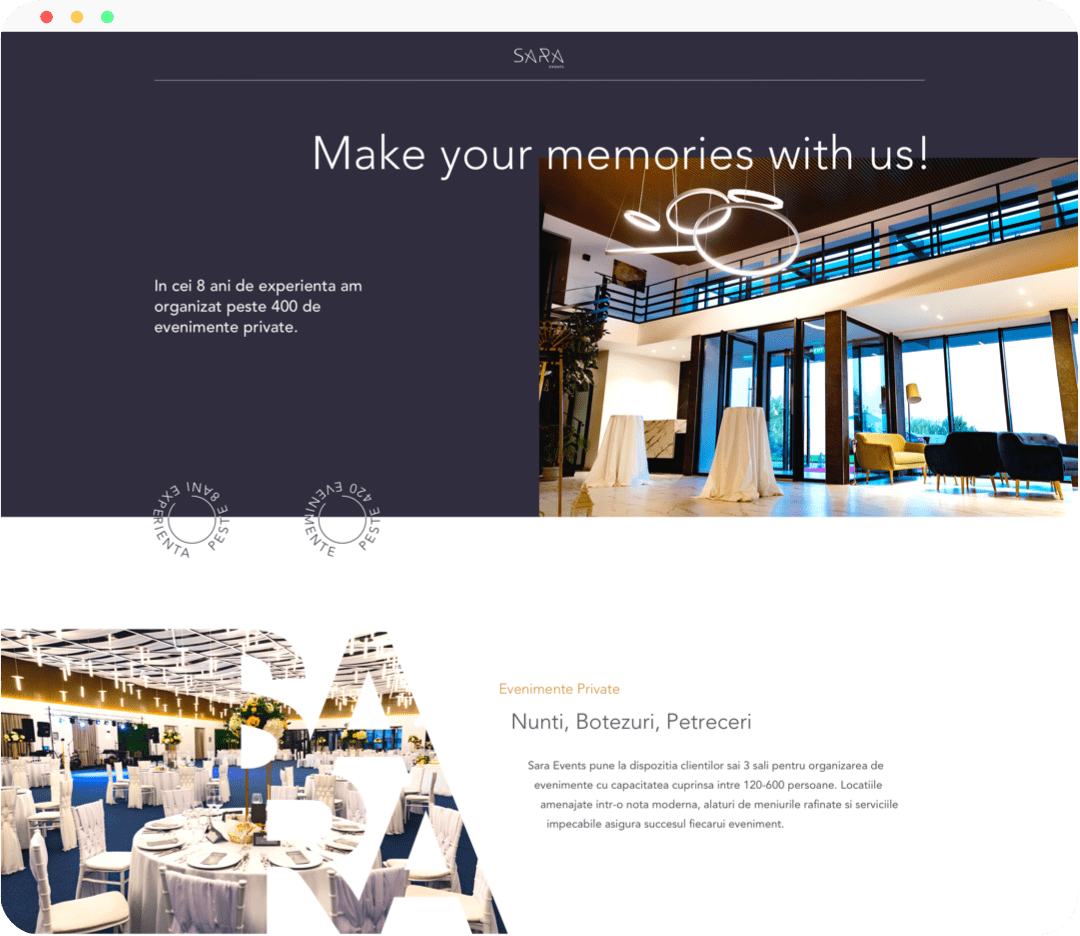 SARA
EVENTS
Make your memories with us!
In cei 8 ani de experienta am
organizat peste 400 de
evenimente private.
PESTE 8ANI EXPERIENTA
PESTE 420 EVENIMENTE
SA
RA
Evenimente Private
Nunti, Botezuri, Petreceri
Sara Events pune la dispozitia clientilor sai 3 sali pentru organizarea de
evenimente cu capacitatea cuprinsa intre 120-600 persoane. Locatiile
amenajate intr-o nota moderna, alaturi de meniurile rafinate si serviciile
impecabile asigura succesul fiecarui eveniment.